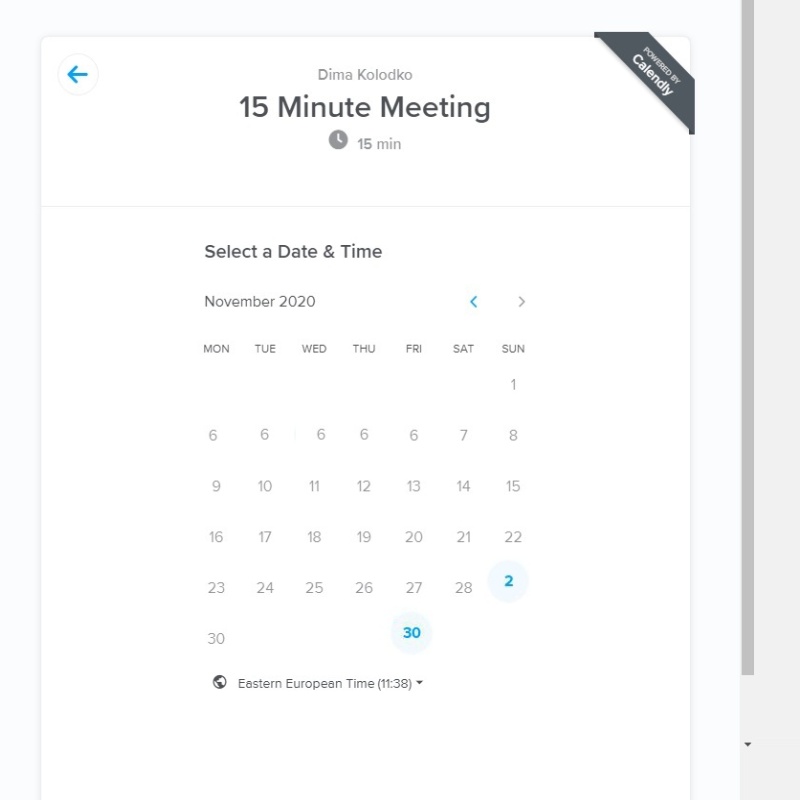 POWERED BY
Calendly
Dima Kolodko
15 Minute Meeting
15 min
Select a Date & Time
November 2020
MON TUE WED THU FRI SAT SUN
1
6 6 6 6 6 7 8
9 10 11 12 13 14 15
16 17 18 19 20 21 22
23 24 25 26 27 28 2
30 30
Eastern European Time (11:38)